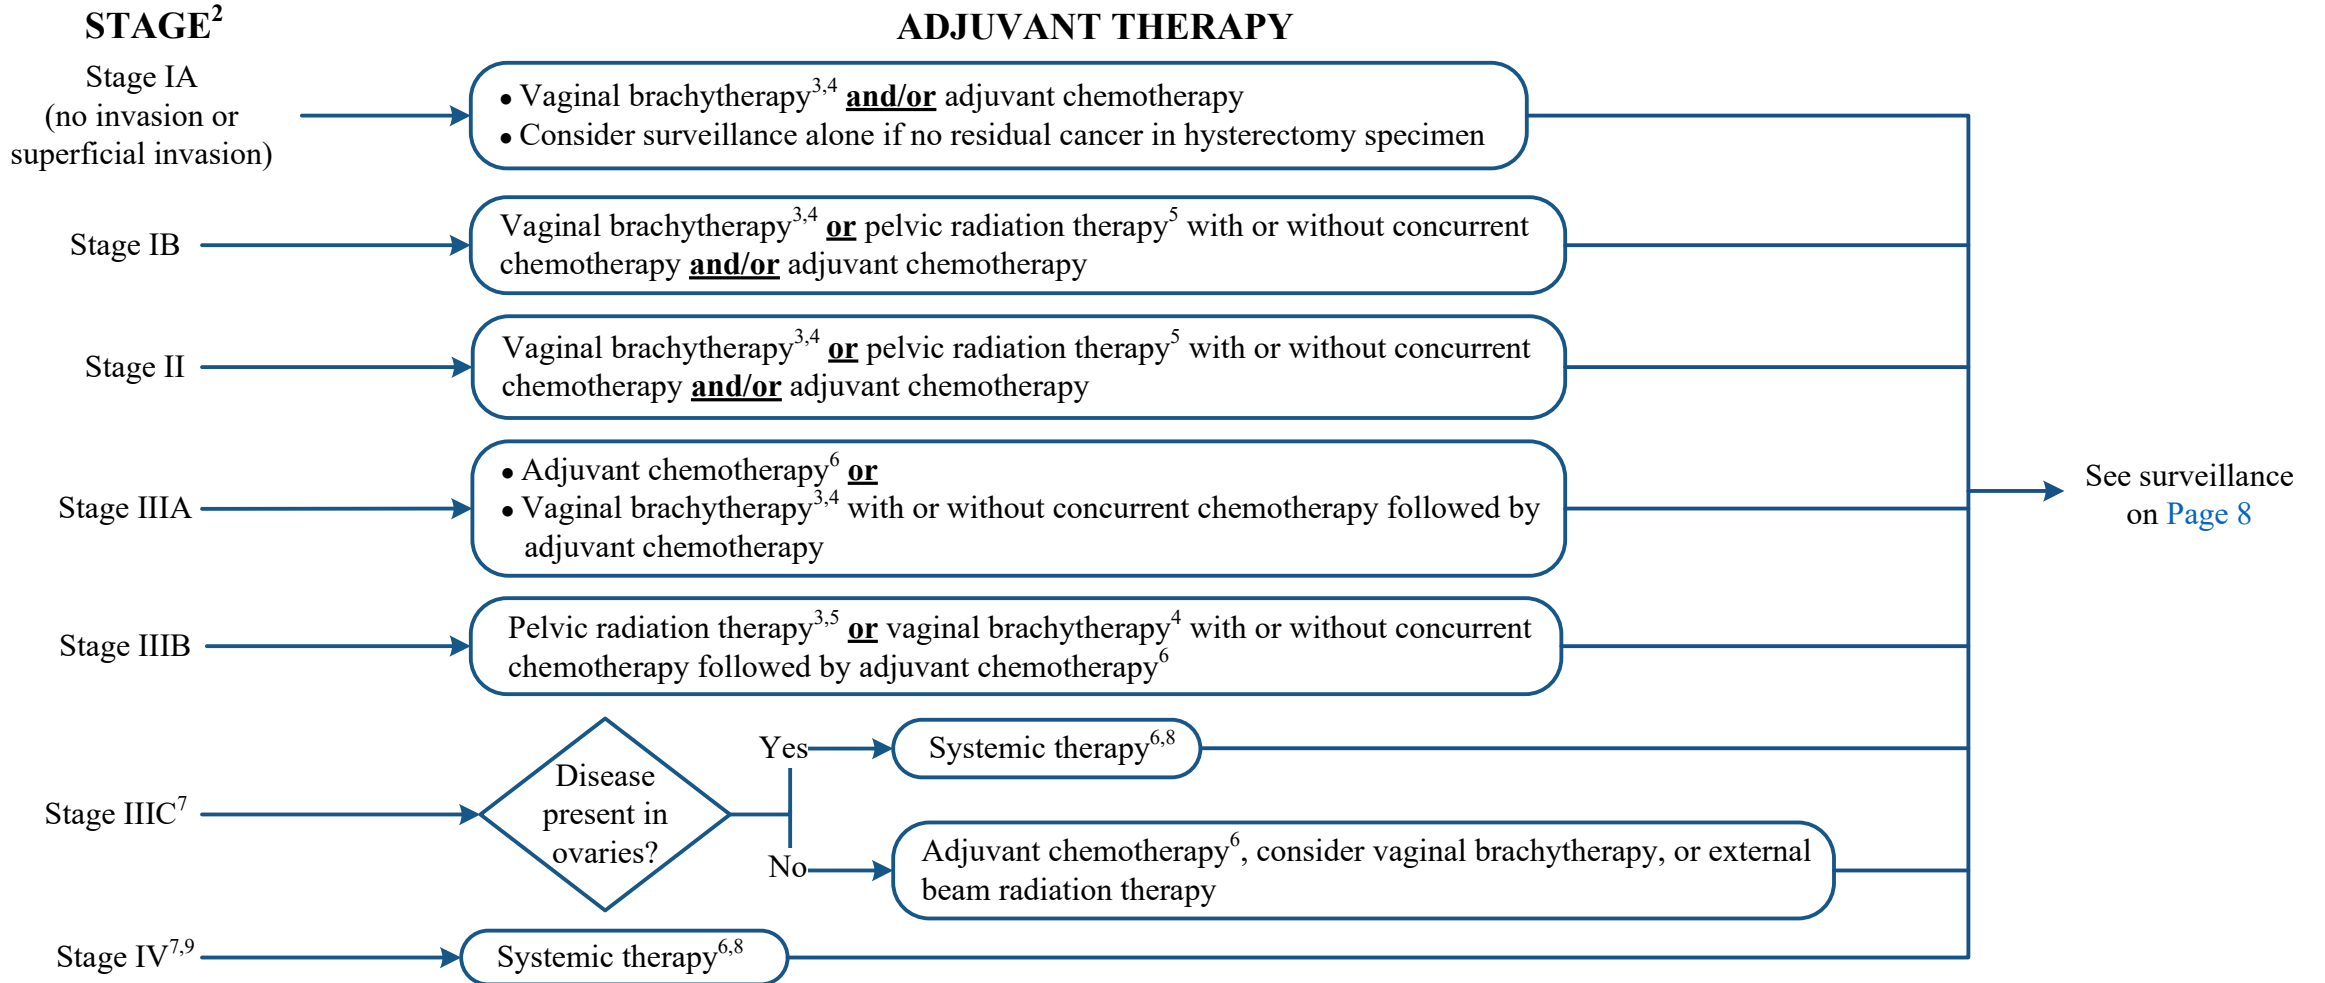 STAGE2
ADJUVANT THERAPY
Stage IA
(no invasion or
superficial invasion)
• Vaginal brachytherapy3,4 and/or adjuvant chemotherapy
• Consider surveillance alone if no residual cancer in hysterectomy specimen
Stage IB
Vaginal brachytherapy3,4 or pelvic radiation therapy5 with or without concurrent
chemotherapy and/or adjuvant chemotherapy
Stage II
Vaginal brachytherapy3,4 or pelvic radiation therapy5 with or without concurrent
chemotherapy and/or adjuvant chemotherapy
Stage IIIA
• Adjuvant chemotherapy6 or
• Vaginal brachytherapy3,4 with or without concurrent chemotherapy followed by
adjuvant chemotherapy
See surveillance
on Page 8
Stage IIIB
Pelvic radiation therapy3,5 or vaginal brachytherapy4 with or without concurrent
chemotherapy followed by adjuvant chemotherapy6
Stage IIIC7
Disease
present in
ovaries?
Yes
Systemic therapy6,8
No
Adjuvant chemotherapy6, consider vaginal brachytherapy, or external
beam radiation therapy
Stage IV7,9
Systemic therapy6,8